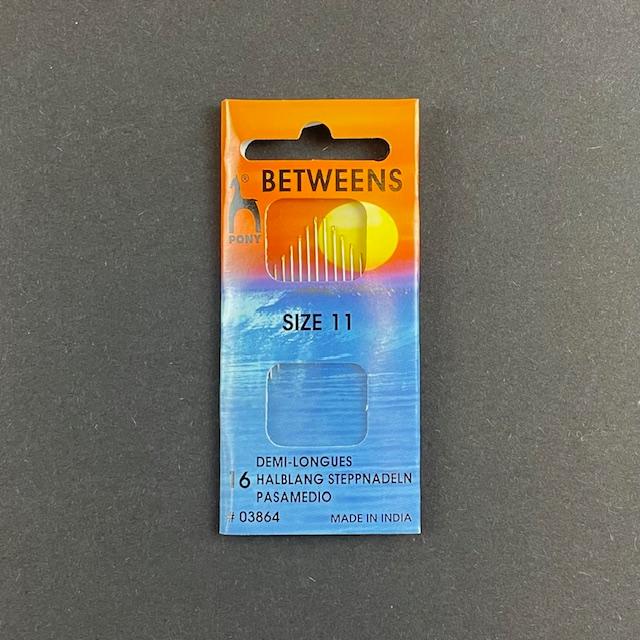 BETWEENS
®
PONY
SIZE 11
DEMI-LONGUES
16 HALBLANG STEPPNADELN
PASAMEDIO
# 03864 MADE IN INDIA